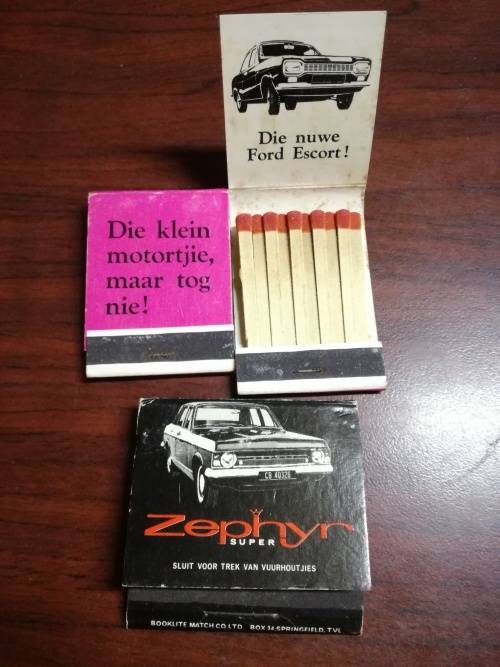 Die nuwe
Ford Escort!
Die klein
motortjie,
maar tog
nie!
CB 40326
Zephyr
SUPER
SLUIT VOOR TREK VAN VUURHOUTJIES
BOOKLITE MATCH CO LTD BOX 34 SPRINGFIELD, TVL